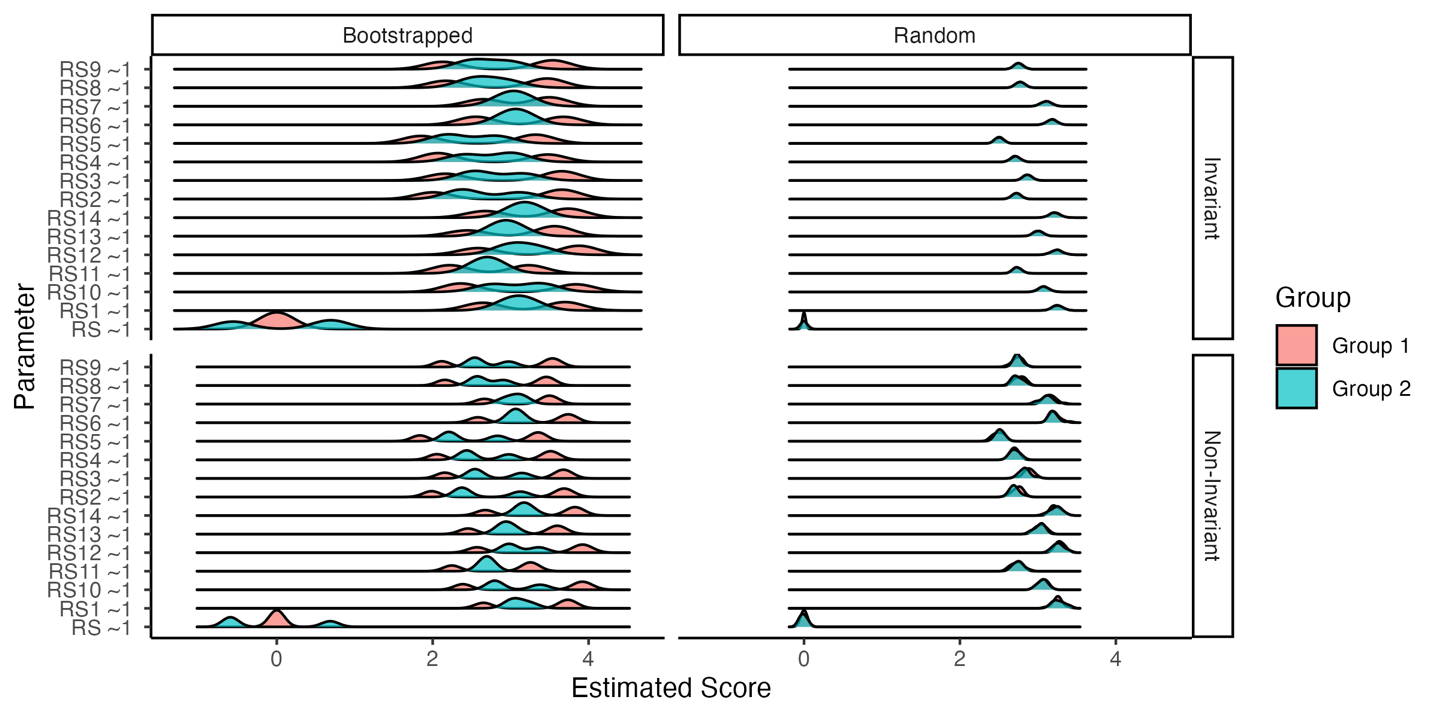 Bootstrapped
Random
RS9 ~1
RS8 ~1
RS7 ~1
RS6 ~1
RS5 ~1
RS4 ~1
RS3 ~1
RS2 ~1
RS14 ~1
RS13 ~1
RS12 ~1
RS11 ~1
RS10 ~1
RS1 ~1
RS ~1
Invariant
RS9 ~1
RS8 ~1
RS7 ~1
RS6 ~1
RS5 ~1
RS4 ~1
RS3 ~1
RS2 ~1
RS14 ~1
RS13 ~1
RS12 ~1
RS11 ~1
RS10 ~1
RS1 ~1
RS ~1
Non-Invariant
Parameter
0 2 4
0 2 4
Estimated Score
Group
Group 1
Group 2